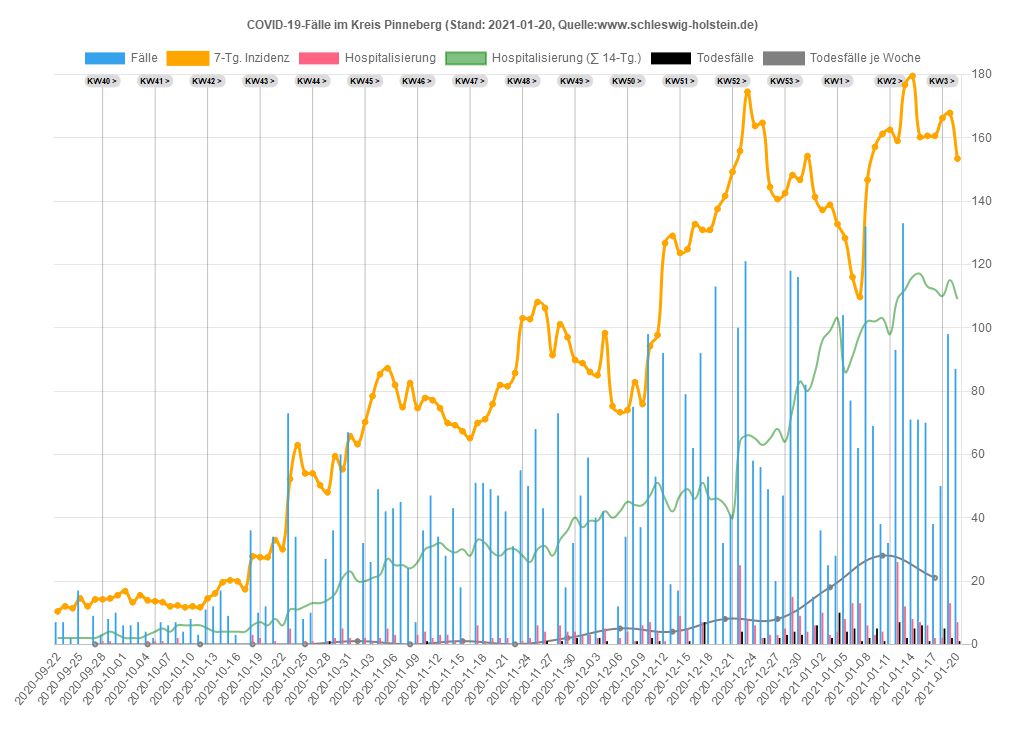 COVID-19-Fälle im Kreis Pinneberg (Stand: 2021-01-20, Quelle:www.schleswig-holstein.de)
Fälle 7-Tg. Inzidenz Hospitalisierung Hospitalisierung (∑ 14-Tg.) Todesfälle Todesfälle je Woche
KW40 > KW41 > KW42 > KW43 > KW44 > KW45 > KW46 > KW47 > KW48 > KW49 > KW50 > KW51 > KW52 > KW53 > KW1 > KW2 > KW3 >
180
160
140
120
100
80
60
40
20
0
2020-09-22 2020-09-25 2020-09-28 2020-10-01 2020-10-04 2020-10-07 2020-10-10 2020-10-13 2020-10-16 2020-10-19 2020-10-22 2020-10-25 2020-10-28 2020-10-31 2020-11-03 2020-11-06 2020-11-09 2020-11-12 2020-11-15 2020-11-18 2020-11-21 2020-11-24 2020-11-27 2020-11-30 2020-12-03 2020-12-06 2020-12-09 2020-12-12 2020-12-15 2020-12-18 2020-12-21 2020-12-24 2020-12-27 2020-12-30 2021-01-02 2021-01-05 2021-01-08 2021-01-11 2021-01-14 2021-01-17 2021-01-20